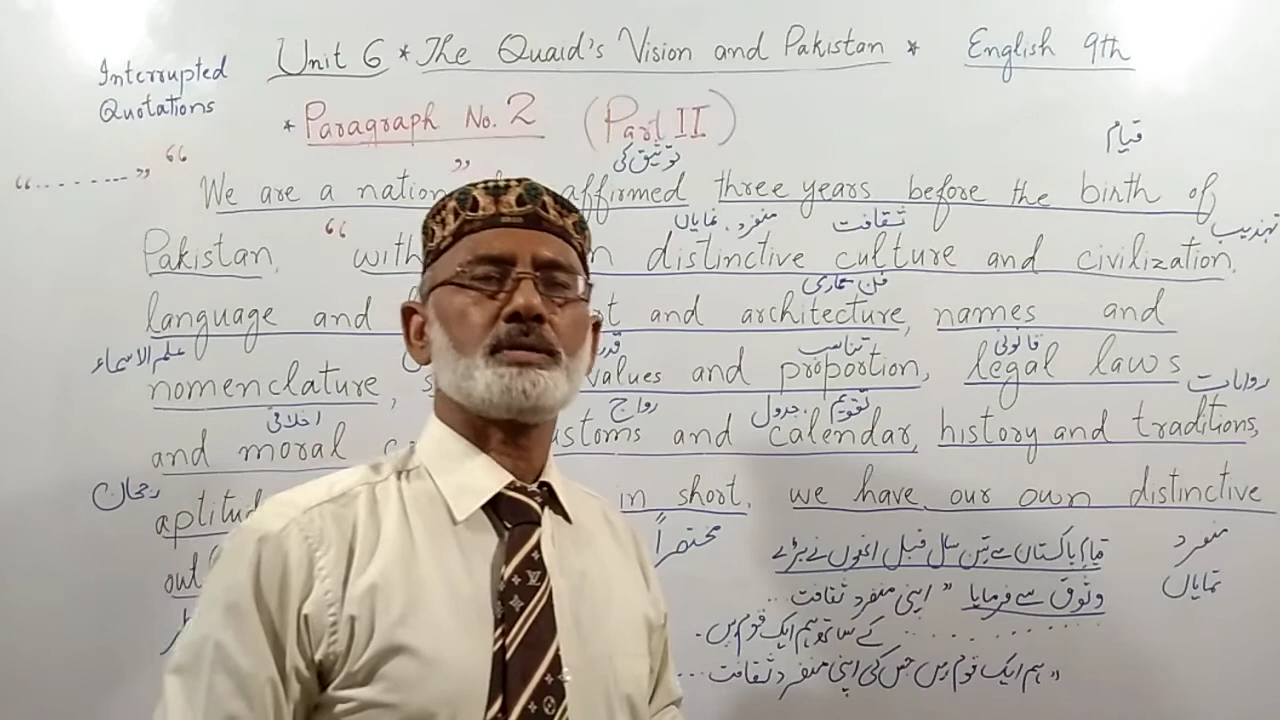 Unit 6 * The Quaid's Vision and Pakistan * English 9th
Interrupted
Quotations
* Paragraph No. 2 (Part II)
قیام
توثیق کی
"- - - - - - -" "We are a nation" affirmed three years before the birth of
منفرد، نمایاں ثقافت تہذیب
Pakistan, "with distinctive culture and civilization,
فن معماری
language and and architecture, names and
علم الاسماء تناسب قانونی
nomenclature, values and proportion, legal laws
اخلاقی رواج تقویم، جدول روایات
and moral customs and calendar, history and traditions,
رجحان
in short, we have our own distinctive
مختصراً
قیام پاکستان سے تین سال قبل انھوں نے بڑے
منفرد
وثوق سے فرمایا " اپنی منفرد ثقافت ...
نمایاں
کے ساتھ ہم ایک قوم ہیں۔
"ہم ایک قوم ہیں جس کی اپنی منفرد ثقافت ...